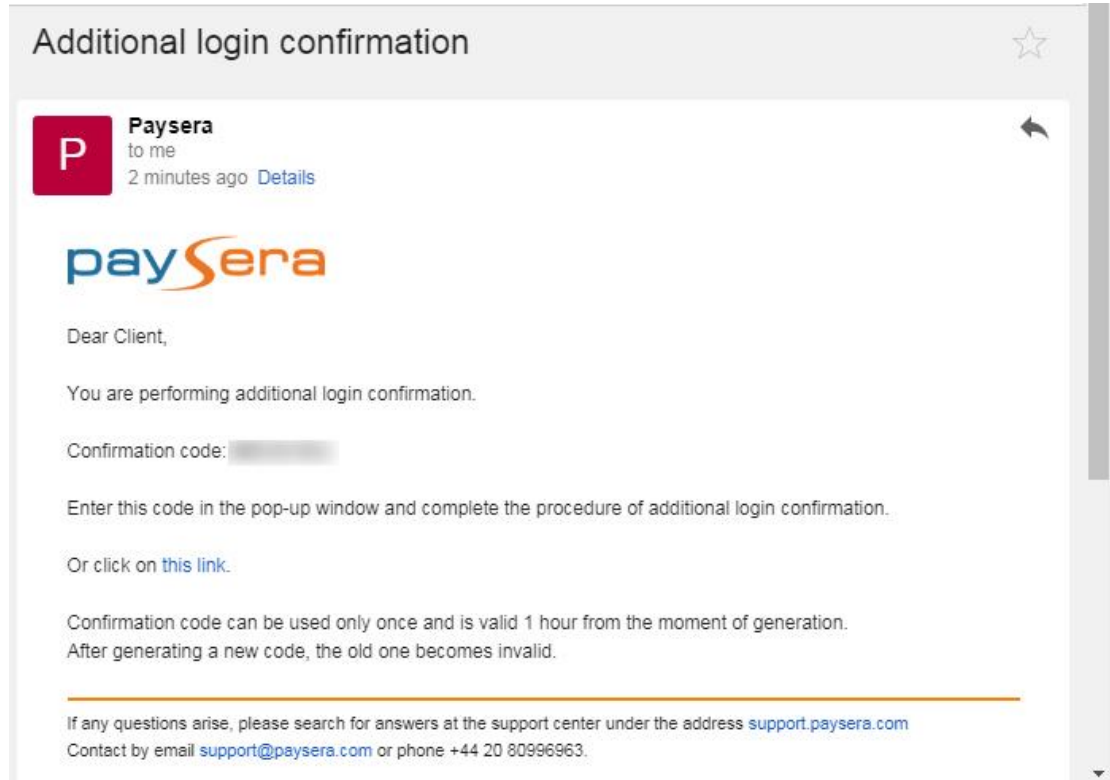 Additional login confirmation
P
Paysera
to me
2 minutes ago Details
paysera
Dear Client,
You are performing additional login confirmation.
Confirmation code:
Enter this code in the pop-up window and complete the procedure of additional login confirmation.
Or click on this link.
Confirmation code can be used only once and is valid 1 hour from the moment of generation.
After generating a new code, the old one becomes invalid.
If any questions arise, please search for answers at the support center under the address support.paysera.com
Contact by email support@paysera.com or phone +44 20 80996963.